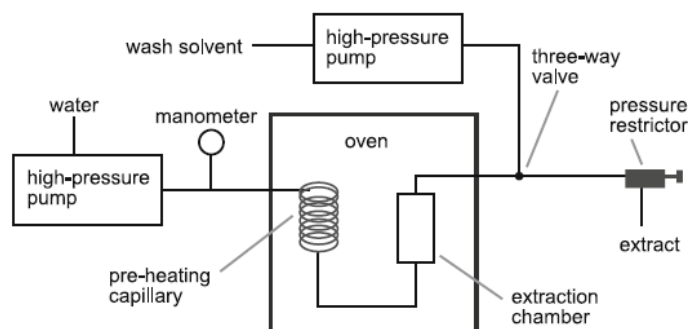 wash solvent
high-pressure
pump
three-way
valve
water
manometer
pressure
restrictor
oven
high-pressure
pump
extract
pre-heating
capillary
extraction
chamber